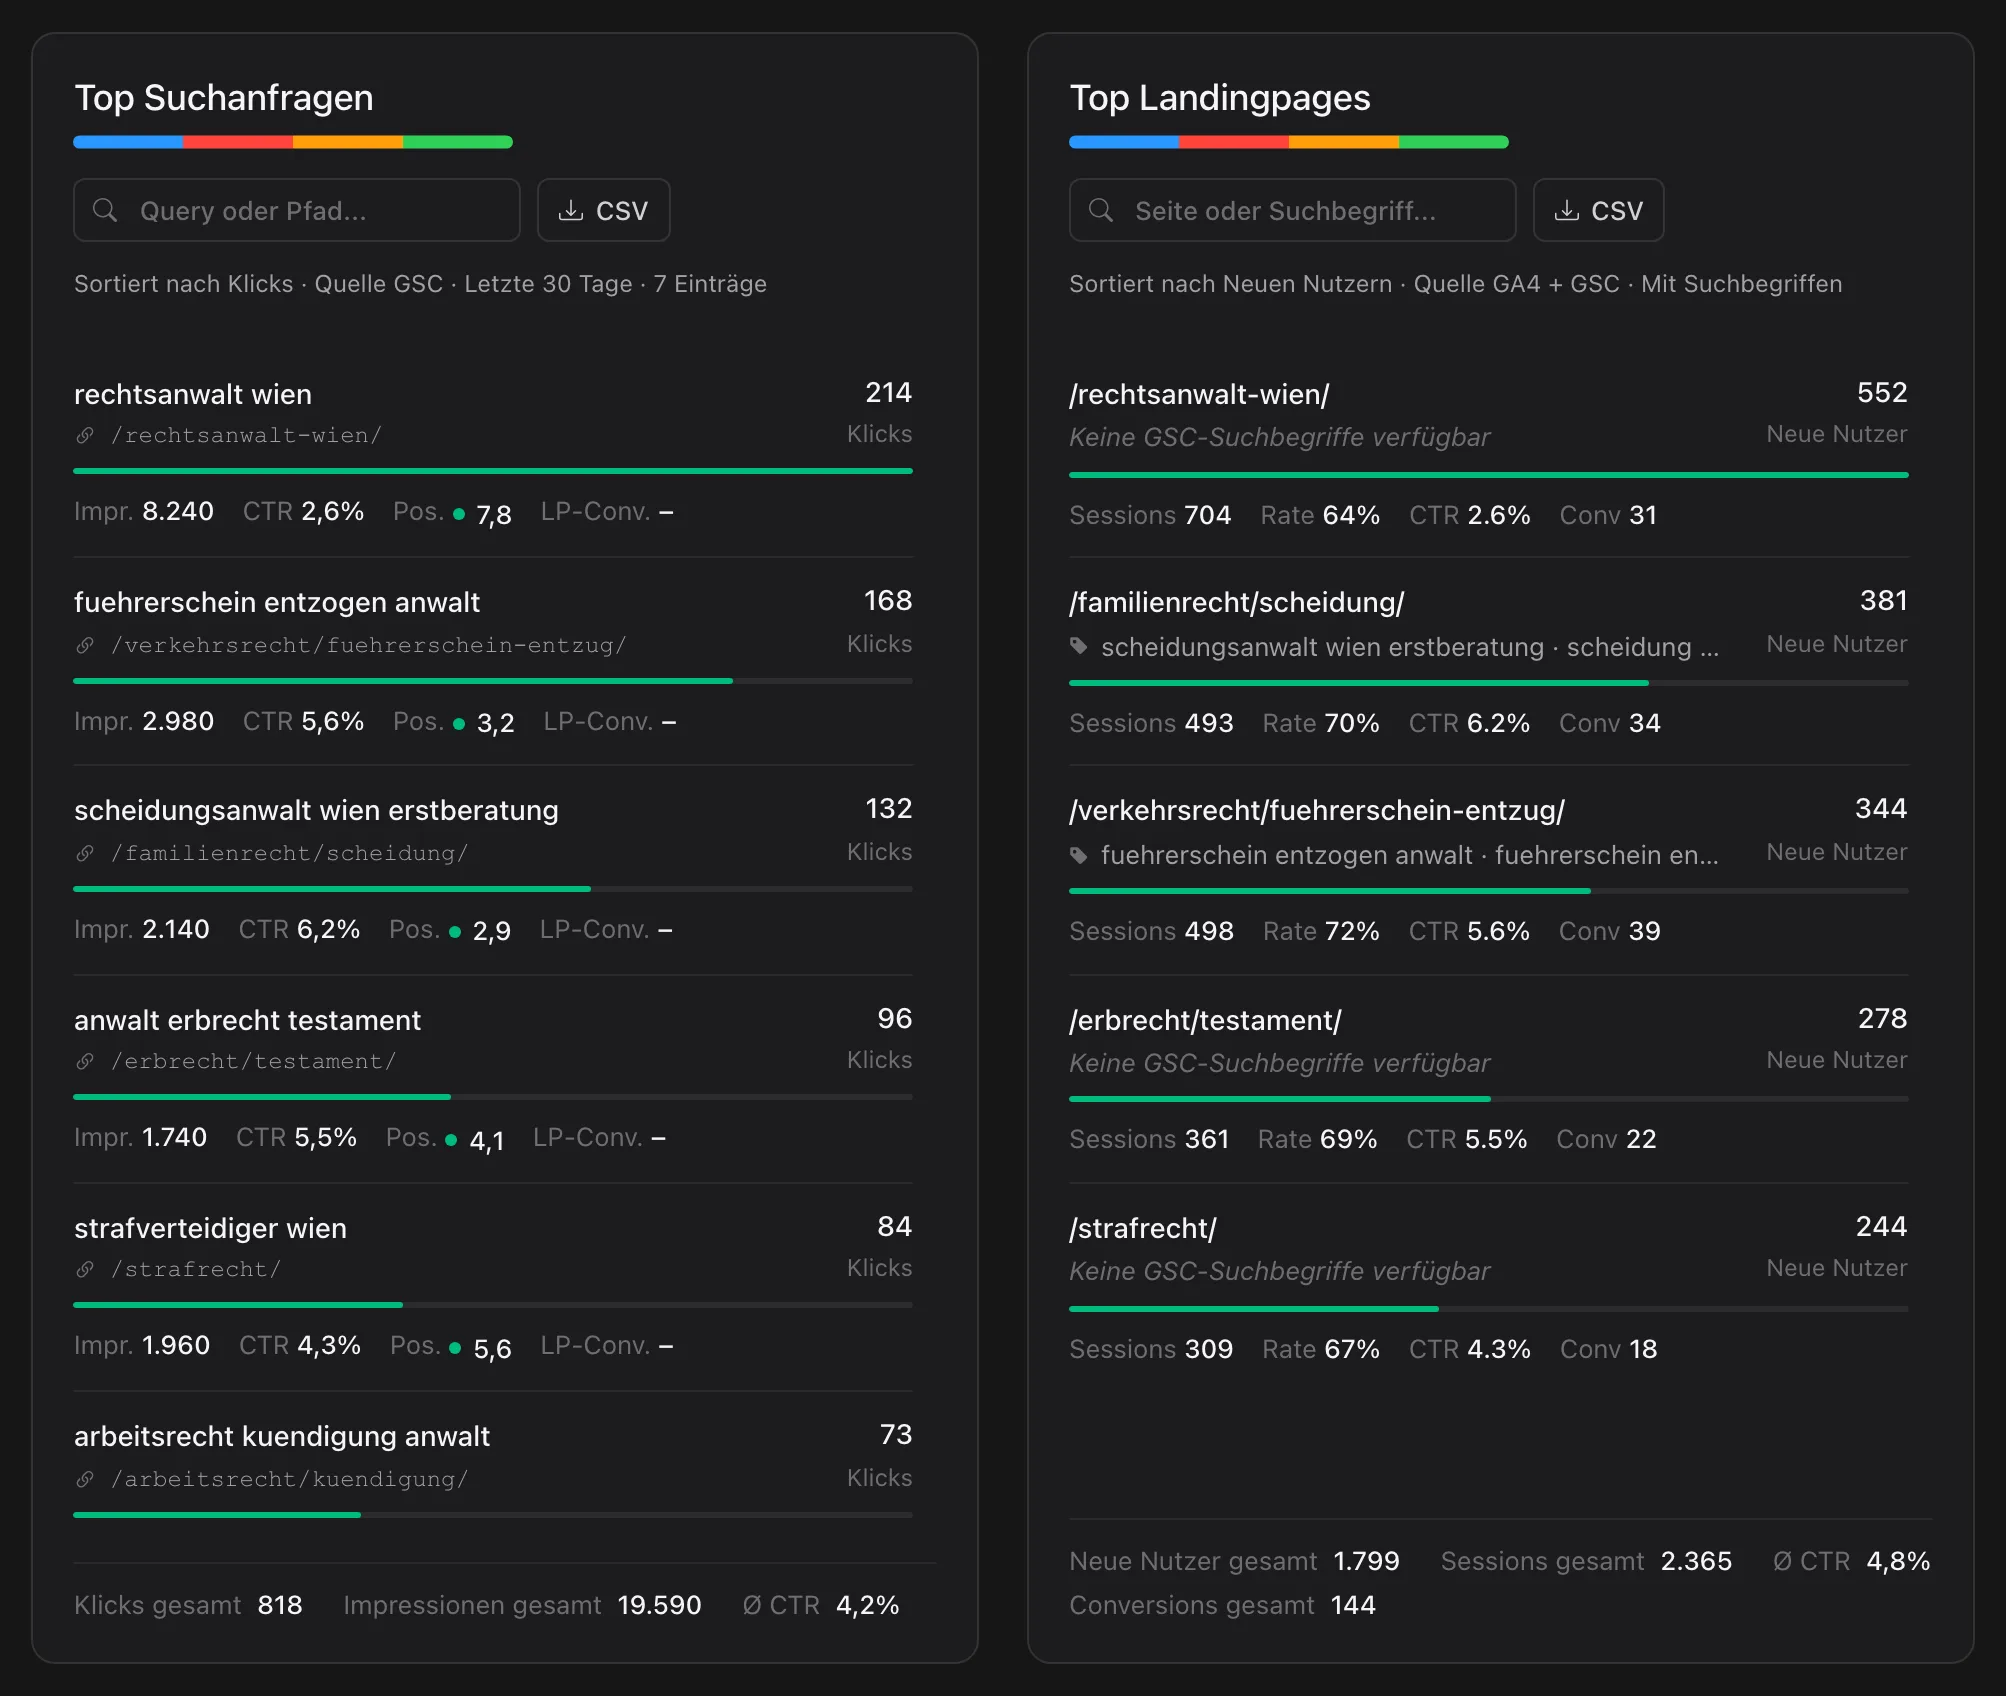 Top Suchanfragen
Query oder Pfad...
CSV
Sortiert nach Klicks · Quelle GSC · Letzte 30 Tage · 7 Einträge
rechtsanwalt wien 214
/rechtsanwalt-wien/ Klicks
Impr. 8.240 CTR 2,6% Pos. 7,8 LP-Conv. –
fuehrerschein entzogen anwalt 168
/verkehrsrecht/fuehrerschein-entzug/ Klicks
Impr. 2.980 CTR 5,6% Pos. 3,2 LP-Conv. –
scheidungsanwalt wien erstberatung 132
/familienrecht/scheidung/ Klicks
Impr. 2.140 CTR 6,2% Pos. 2,9 LP-Conv. –
anwalt erbrecht testament 96
/erbrecht/testament/ Klicks
Impr. 1.740 CTR 5,5% Pos. 4,1 LP-Conv. –
strafverteidiger wien 84
/strafrecht/ Klicks
Impr. 1.960 CTR 4,3% Pos. 5,6 LP-Conv. –
arbeitsrecht kuendigung anwalt 73
/arbeitsrecht/kuendigung/ Klicks
Klicks gesamt 818 Impressionen gesamt 19.590 Ø CTR 4,2%
Top Landingpages
Seite oder Suchbegriff...
CSV
Sortiert nach Neuen Nutzern · Quelle GA4 + GSC · Mit Suchbegriffen
/rechtsanwalt-wien/ 552
Keine GSC-Suchbegriffe verfügbar Neue Nutzer
Sessions 704 Rate 64% CTR 2.6% Conv 31
/familienrecht/scheidung/ 381
scheidungsanwalt wien erstberatung · scheidung ... Neue Nutzer
Sessions 493 Rate 70% CTR 6.2% Conv 34
/verkehrsrecht/fuehrerschein-entzug/ 344
fuehrerschein entzogen anwalt · fuehrerschein en... Neue Nutzer
Sessions 498 Rate 72% CTR 5.6% Conv 39
/erbrecht/testament/ 278
Keine GSC-Suchbegriffe verfügbar Neue Nutzer
Sessions 361 Rate 69% CTR 5.5% Conv 22
/strafrecht/ 244
Keine GSC-Suchbegriffe verfügbar Neue Nutzer
Sessions 309 Rate 67% CTR 4.3% Conv 18
Neue Nutzer gesamt 1.799 Sessions gesamt 2.365 Ø CTR 4,8%
Conversions gesamt 144